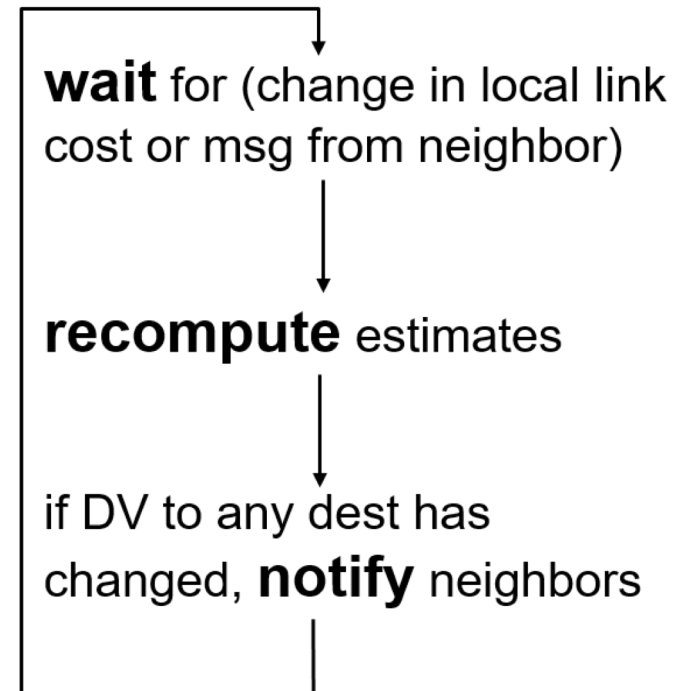 wait for (change in local link
cost or msg from neighbor)
recompute estimates
if DV to any dest has
changed, notify neighbors